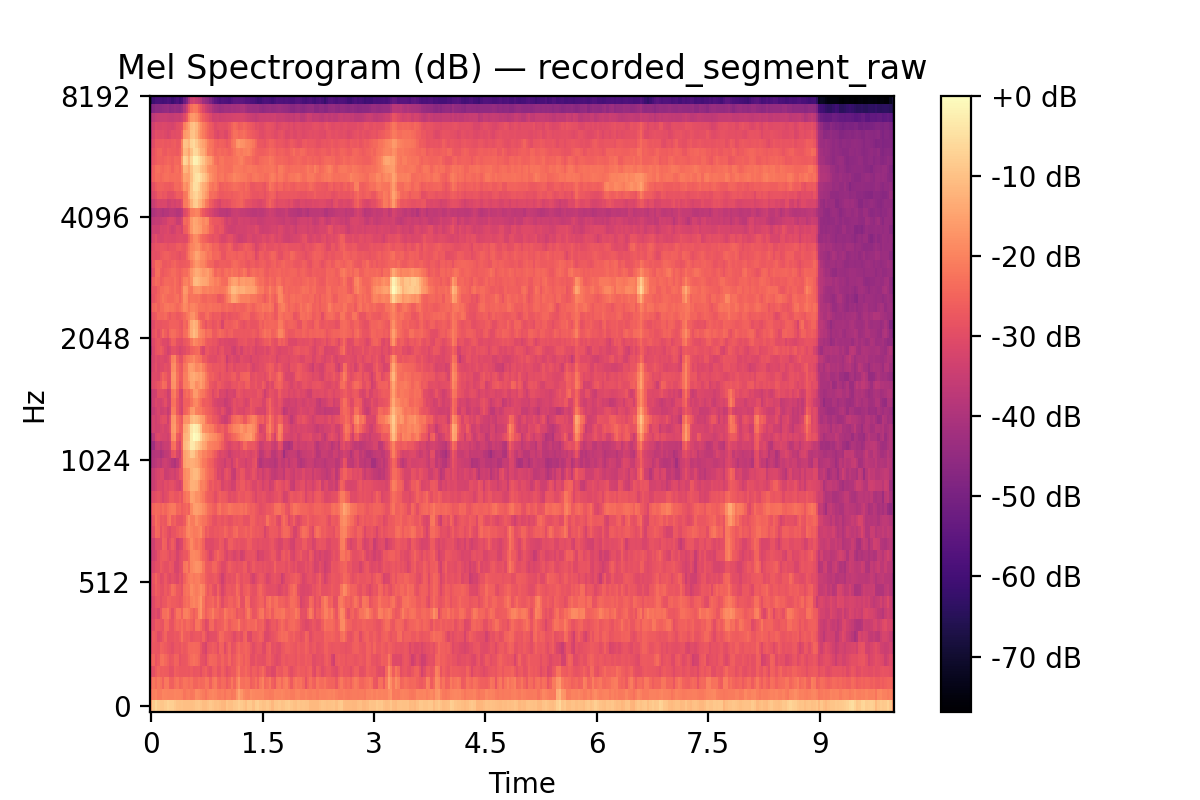 Mel Spectrogram (dB) — recorded_segment_raw
8192
4096
2048
1024
512
0
Hz
0 1.5 3 4.5 6 7.5 9
Time
+0 dB
-10 dB
-20 dB
-30 dB
-40 dB
-50 dB
-60 dB
-70 dB